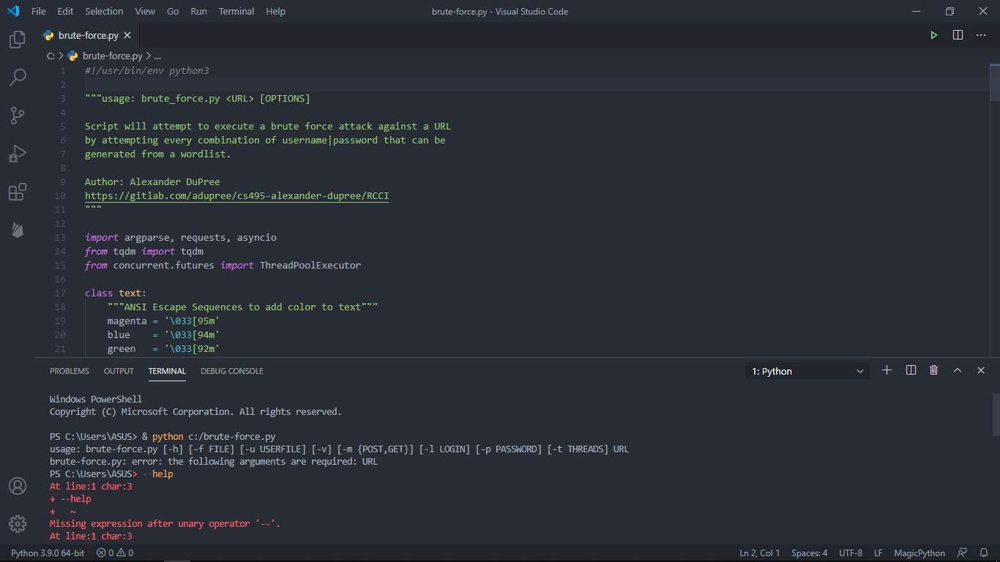 File Edit Selection View Go Run Terminal Help brute-force.py - Visual Studio Code
brute-force.py
C: > brute-force.py > ...
1 #!/usr/bin/env python3
2
3 """usage: brute_force.py <URL> [OPTIONS]
4
5 Script will attempt to execute a brute force attack against a URL
6 by attempting every combination of username|password that can be
7 generated from a wordlist.
8
9 Author: Alexander DuPree
10 https://gitlab.com/adupree/cs495-alexander-dupree/RCCI
11 """
12
13 import argparse, requests, asyncio
14 from tqdm import tqdm
15 from concurrent.futures import ThreadPoolExecutor
16
17 class text:
18 """ANSI Escape Sequences to add color to text"""
19 magenta = '\033[95m'
20 blue = '\033[94m'
21 green = '\033[92m'
PROBLEMS OUTPUT TERMINAL DEBUG CONSOLE 1: Python
Windows PowerShell
Copyright (C) Microsoft Corporation. All rights reserved.
PS C:\Users\ASUS> & python c:/brute-force.py
usage: brute-force.py [-h] [-f FILE] [-u USERFILE] [-v] [-m {POST,GET}] [-l LOGIN] [-p PASSWORD] [-t THREADS] URL
brute-force.py: error: the following arguments are required: URL
PS C:\Users\ASUS> --help
At line:1 char:3
+ --help
+   ~
Missing expression after unary operator '--'.
At line:1 char:3
Python 3.9.0 64-bit 0 0 Ln 2, Col 1 Spaces: 4 UTF-8 LF MagicPython